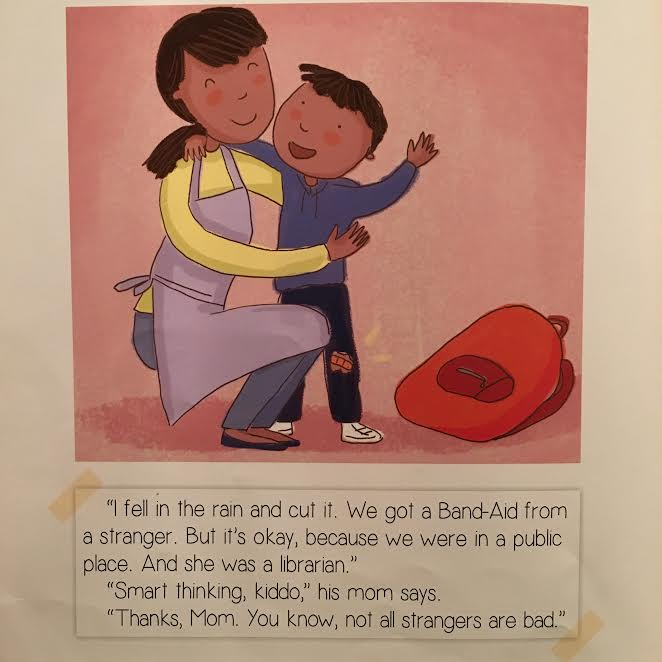 “I fell in the rain and cut it. We got a Band-Aid from
a stranger. But it’s okay, because we were in a public
place. And she was a librarian.”
“Smart thinking, kiddo,” his mom says.
“Thanks, Mom. You know, not all strangers are bad.”